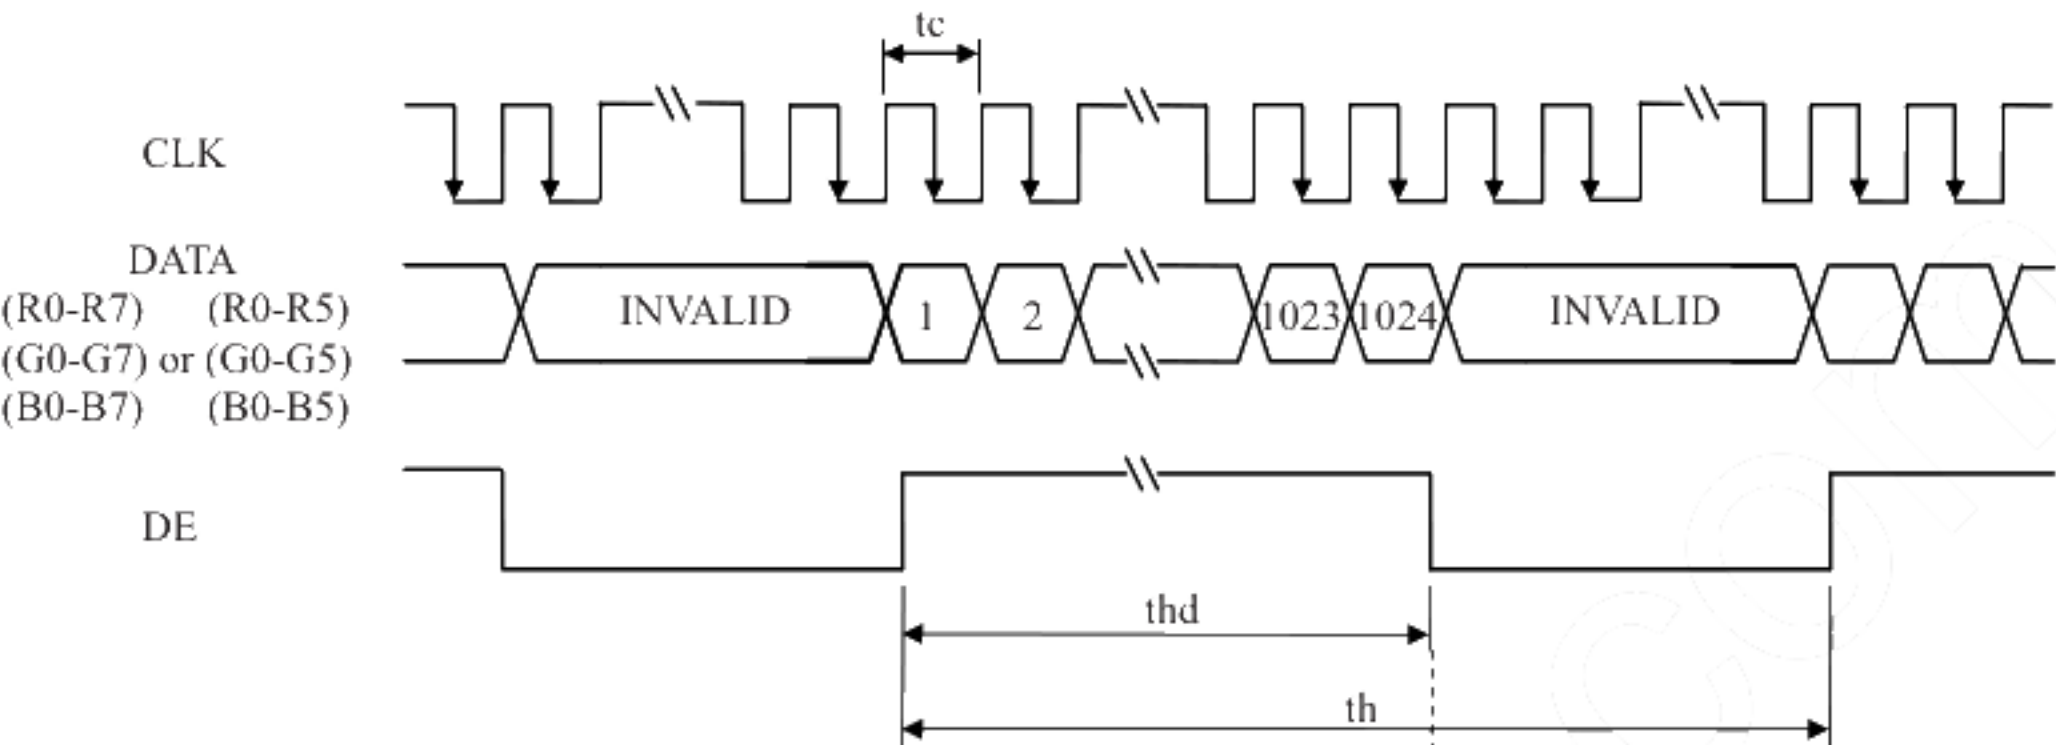 tc
CLK
DATA
(R0-R7) (R0-R5)
(G0-G7) or (G0-G5)
(B0-B7) (B0-B5)
INVALID 1 2 1023 1024 INVALID
DE
thd
th
com